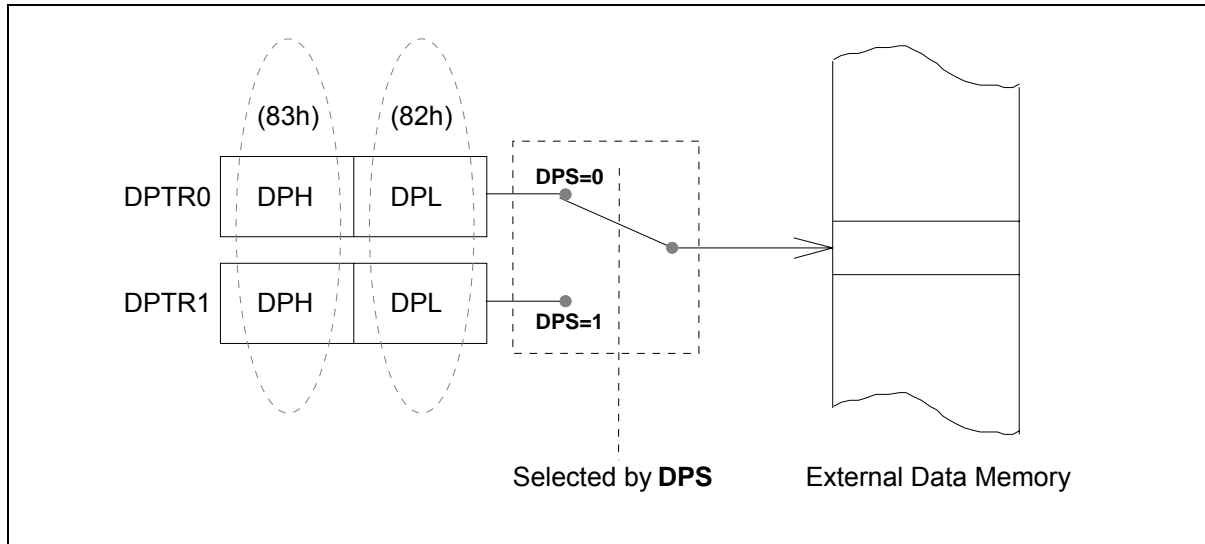 (83h) (82h)
DPTR0 DPH DPL DPS=0
DPTR1 DPH DPL DPS=1
Selected by DPS External Data Memory